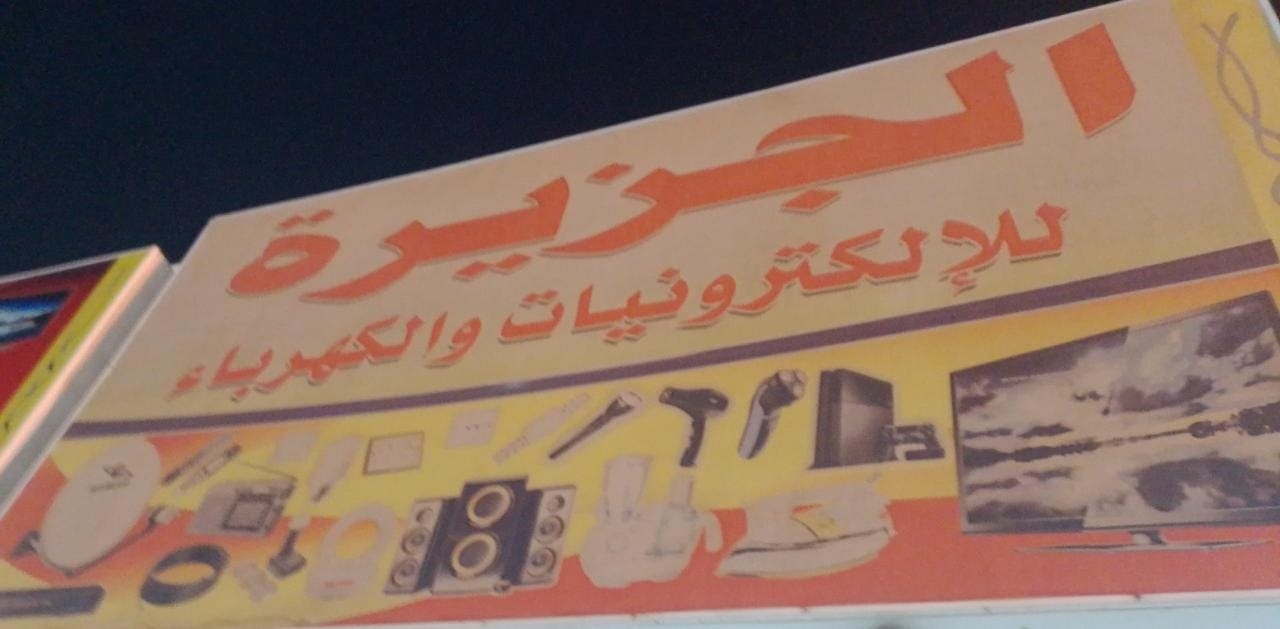 الجزيرة
للإلكترونيات والكهرباء